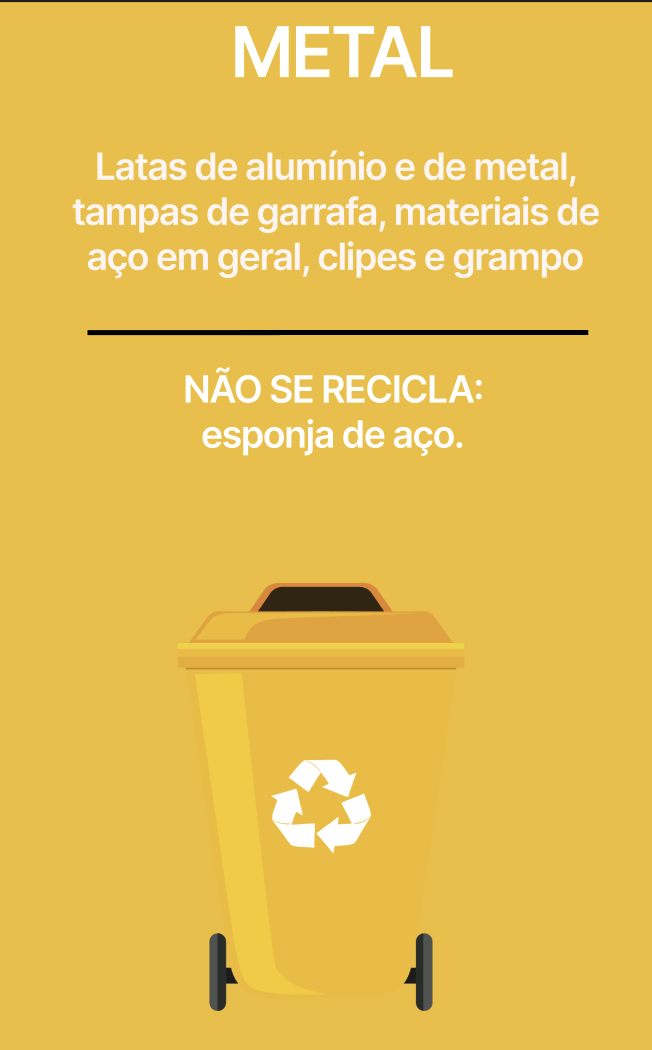 METAL
Latas de alumínio e de metal,
tampas de garrafa, materiais de
aço em geral, clipes e grampo
NÃO SE RECICLA:
esponja de aço.